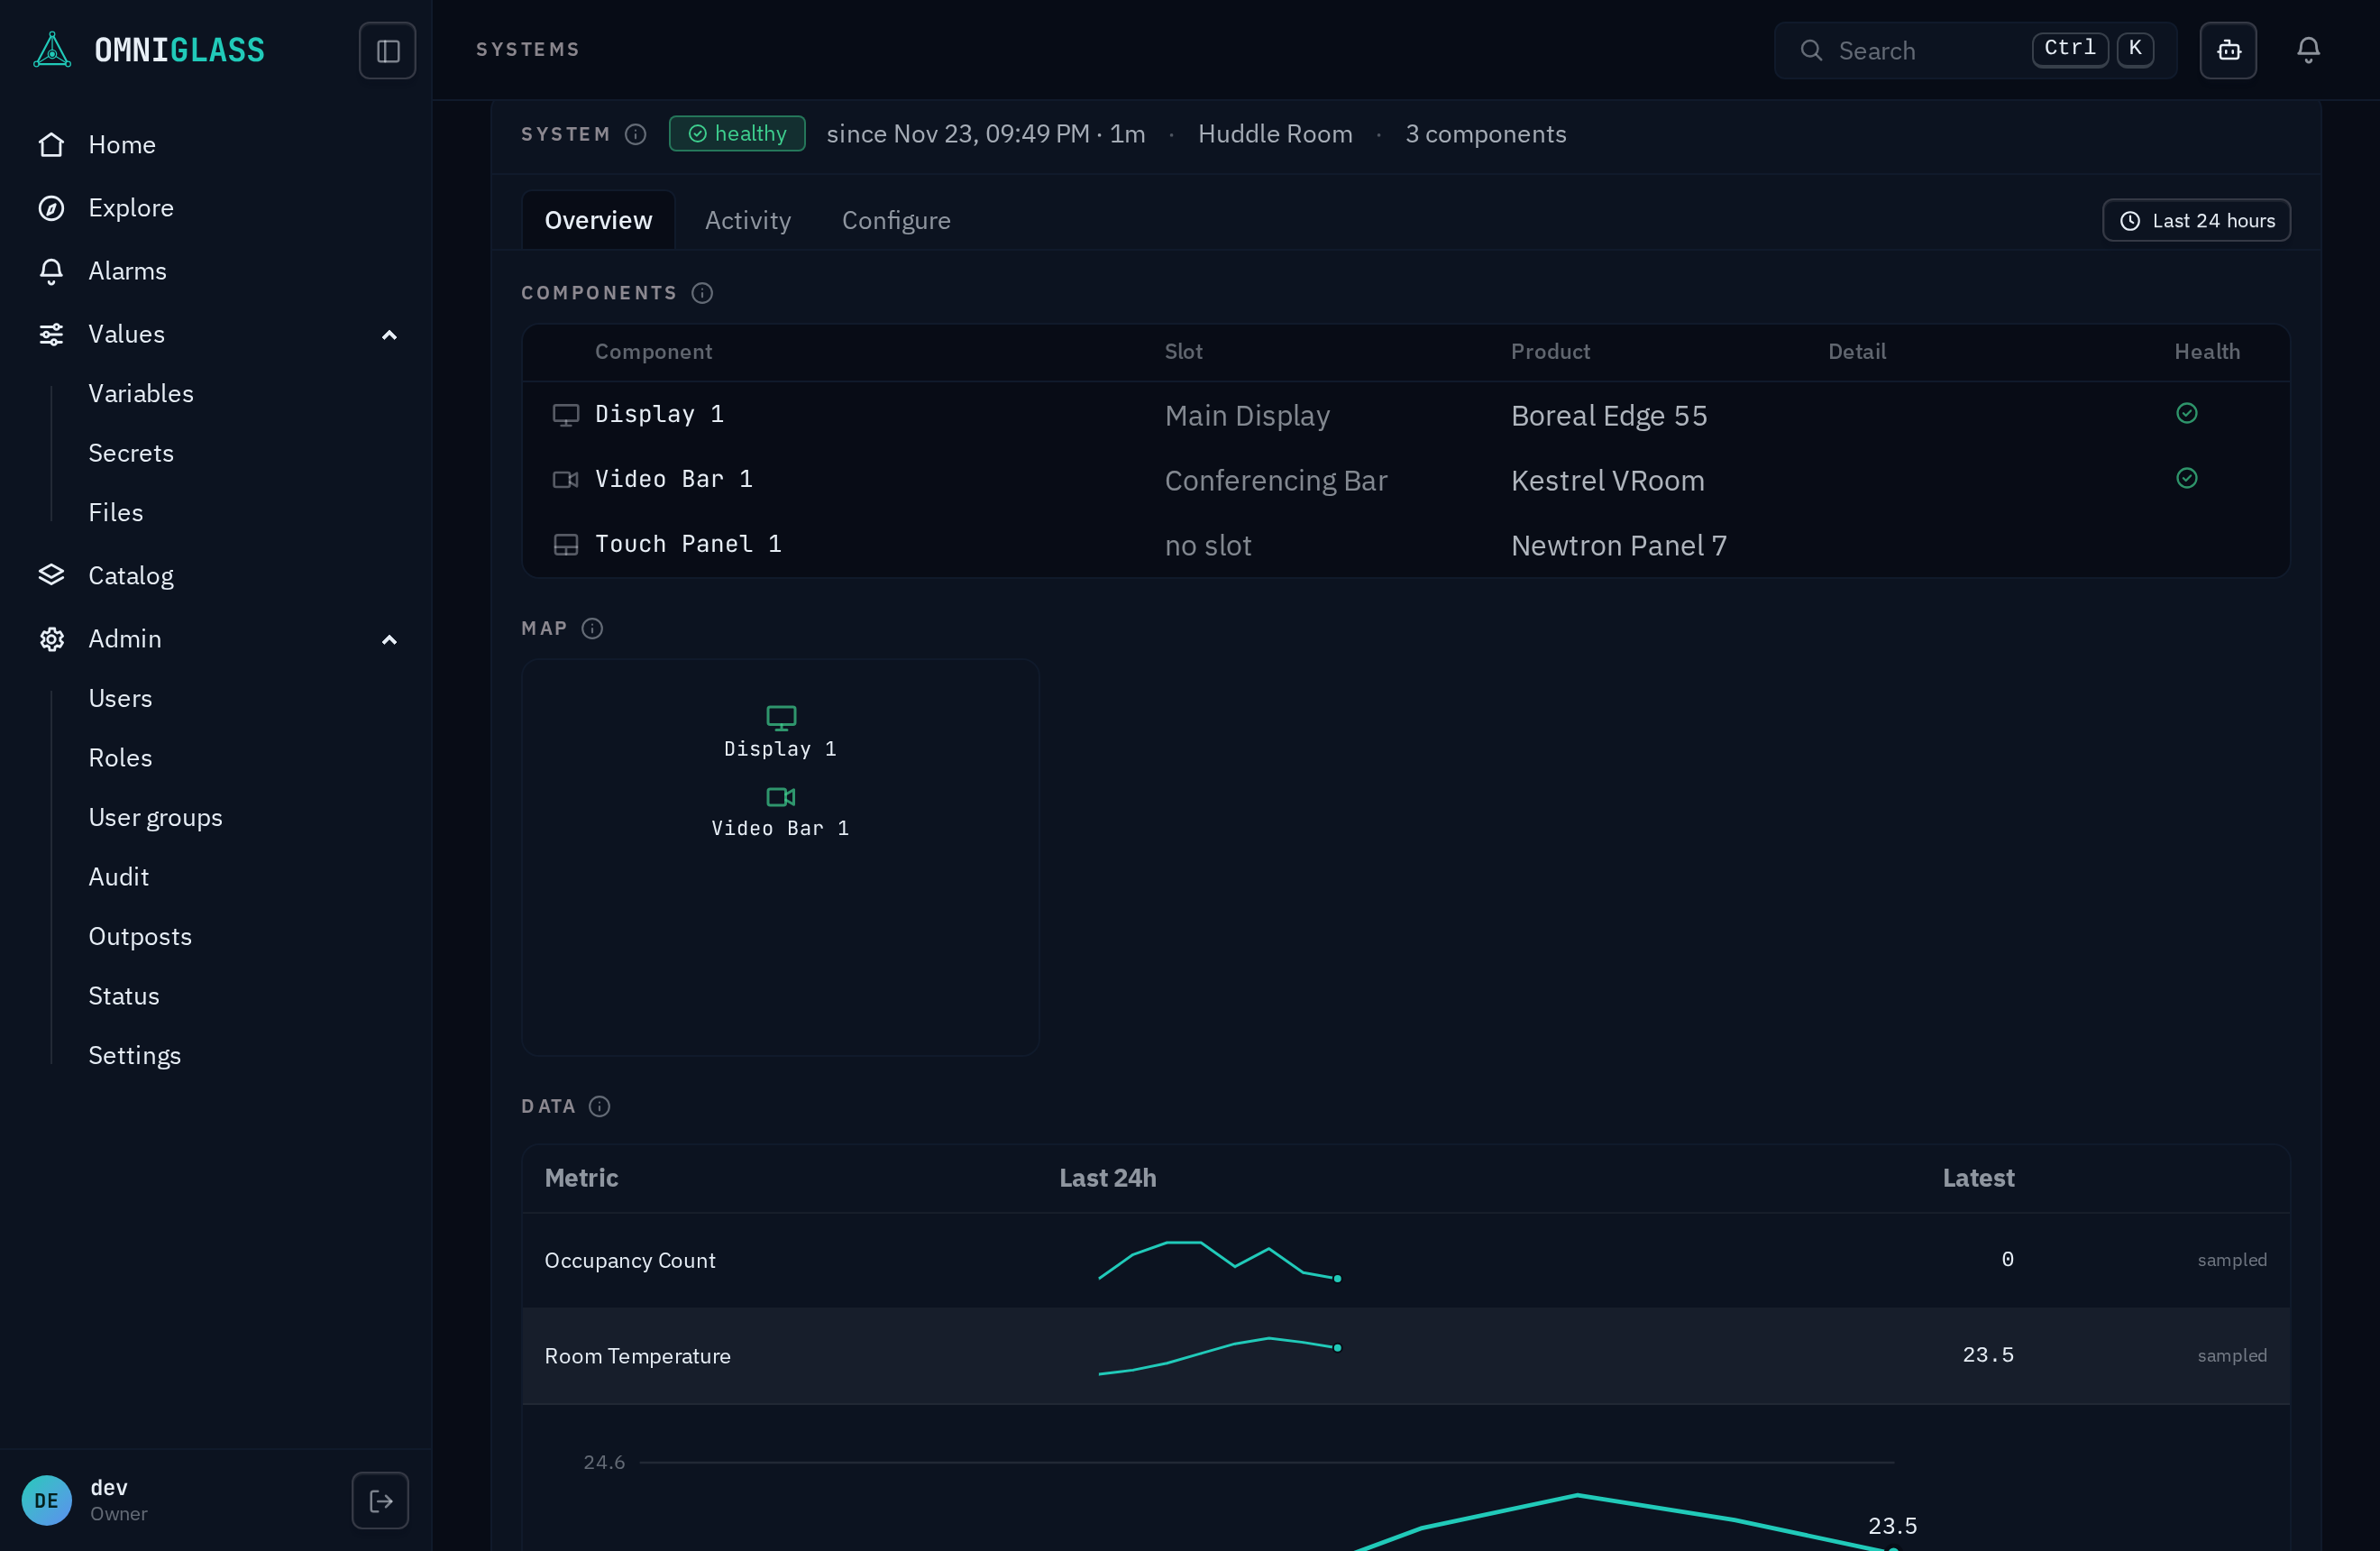 OMNIGLASS
SYSTEMS
Search Ctrl K
Home
Explore
Alarms
Values
Variables
Secrets
Files
Catalog
Admin
Users
Roles
User groups
Audit
Outposts
Status
Settings
DE dev
Owner
SYSTEM healthy since Nov 23, 09:49 PM · 1m · Huddle Room · 3 components
Overview Activity Configure Last 24 hours
COMPONENTS
Component Slot Product Detail Health
Display 1 Main Display Boreal Edge 55
Video Bar 1 Conferencing Bar Kestrel VRoom
Touch Panel 1 no slot Newtron Panel 7
MAP
Display 1
Video Bar 1
DATA
Metric Last 24h Latest
Occupancy Count 0 sampled
Room Temperature 23.5 sampled
24.6
23.5